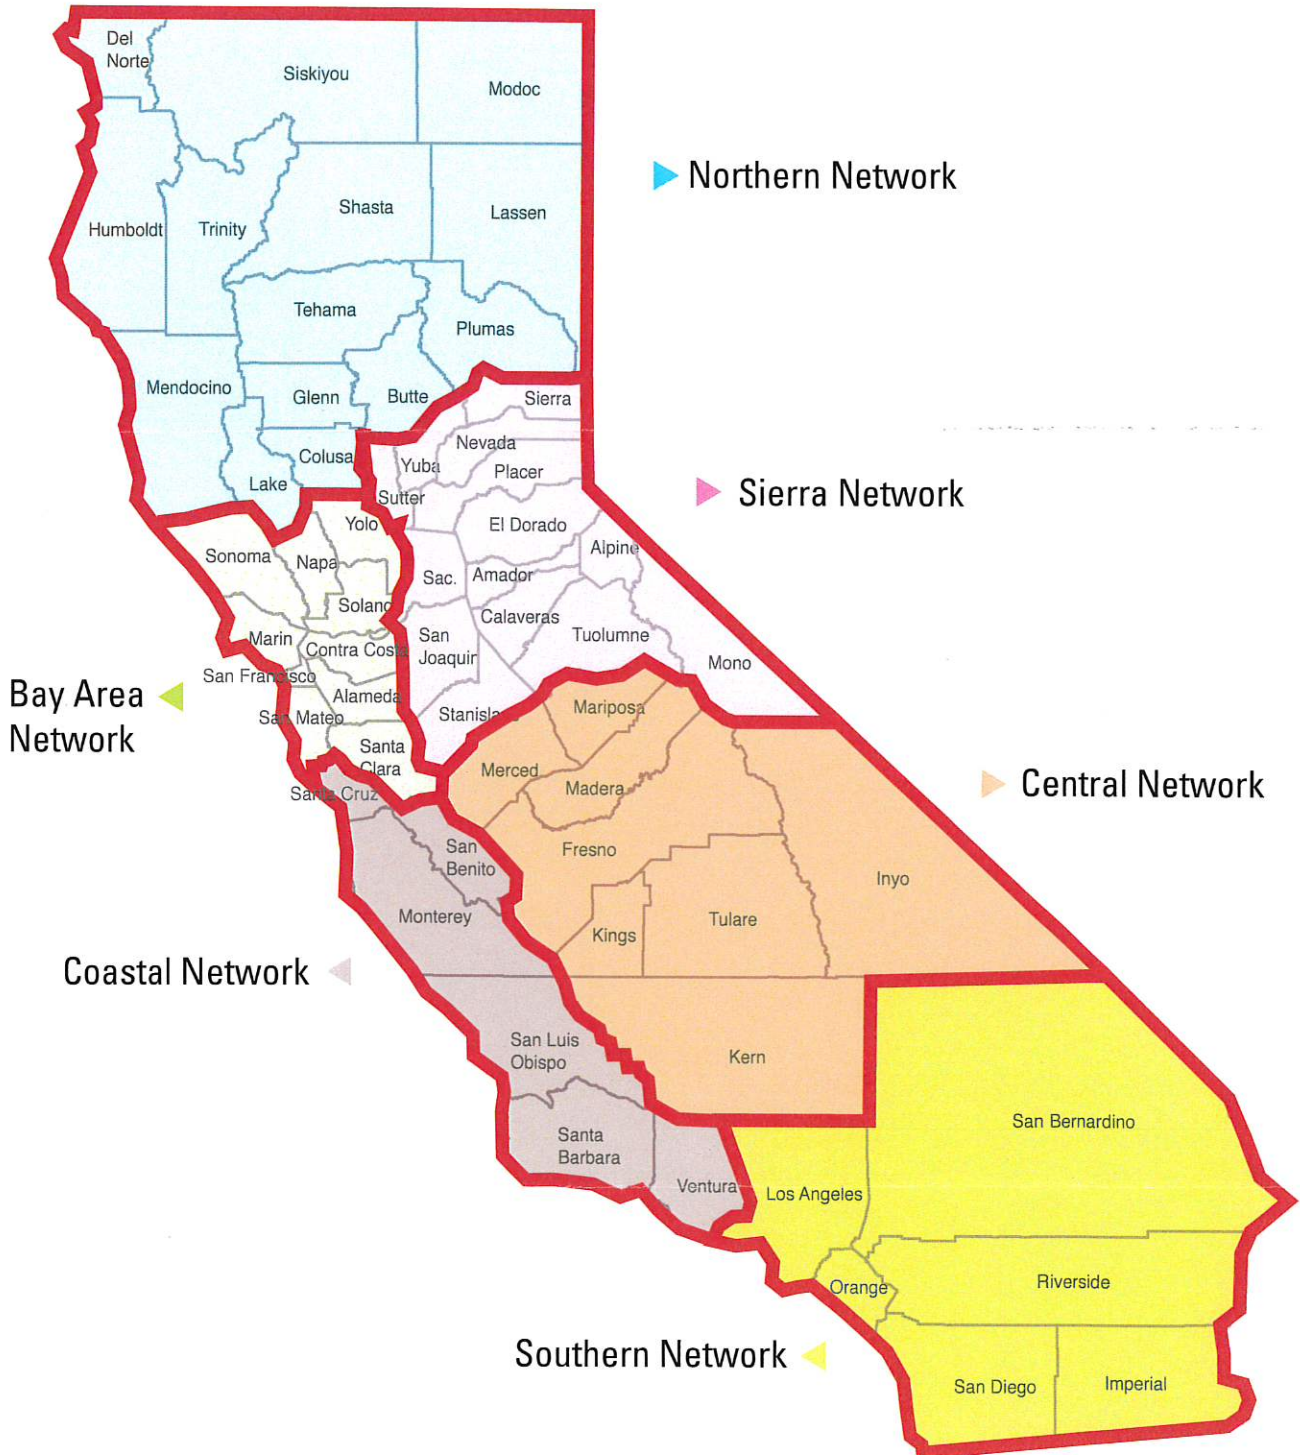 Del
Norte
Siskiyou
Modoc
Northern Network
Shasta
Lassen
Humboldt
Trinity
Tehama
Plumas
Mendocino
Glenn
Butte
Sierra
Nevada
Colusa
Yuba
Placer
Lake
Sutter
Sierra Network
Yolo
El Dorado
Sonoma
Napa
Alpine
Sac.
Amador
Solano
Calaveras
Marin
Contra Costa
San
Joaquin
Tuolumne
Mono
San Francisco
Bay Area
Network
Alameda
San Mateo
Stanisla
Mariposa
Santa
Clara
Merced
Madera
Central Network
Santa Cruz
San
Benito
Fresno
Inyo
Monterey
Kings
Tulare
Coastal Network
San Luis
Obispo
Kern
Santa
Barbara
San Bernardino
Ventura
Los Angeles
Orange
Riverside
Southern Network
San Diego
Imperial